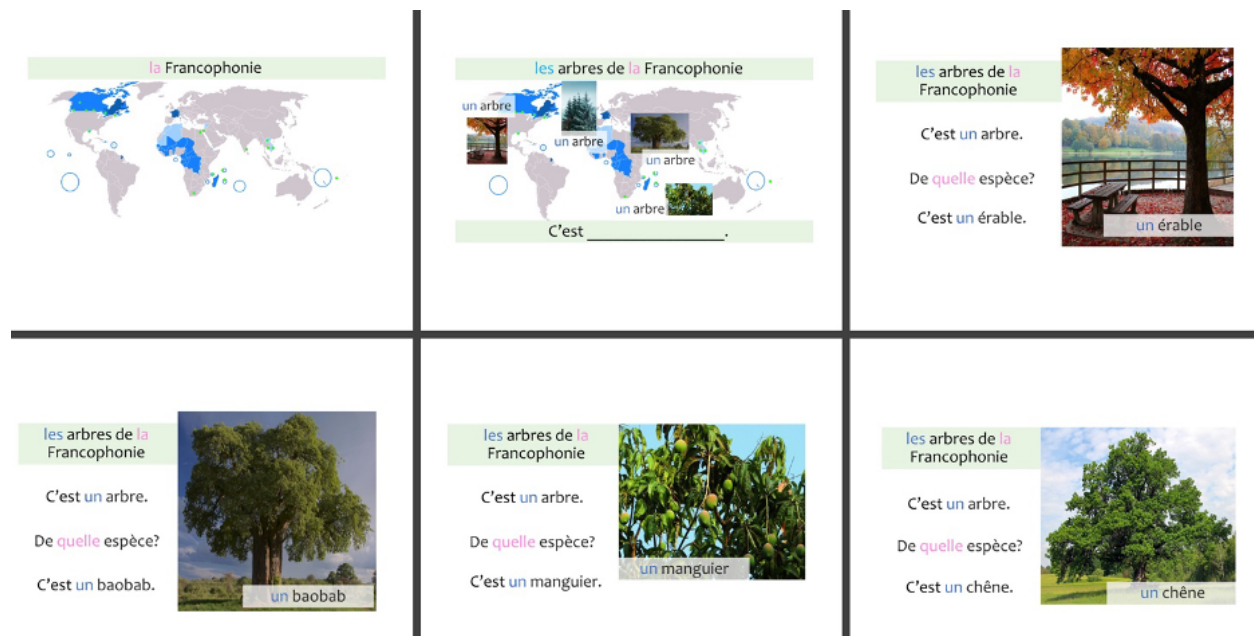 la Francophonie
les arbres de la Francophonie
un arbre
un arbre
un arbre
un arbre
C'est ________________.
les arbres de la
Francophonie
C'est un arbre.
De quelle espèce?
C'est un érable.
un érable
les arbres de la
Francophonie
C'est un arbre.
De quelle espèce?
C'est un baobab.
un baobab
les arbres de la
Francophonie
C'est un arbre.
De quelle espèce?
C'est un manguier.
un manguier
les arbres de la
Francophonie
C'est un arbre.
De quelle espèce?
C'est un chêne.
un chêne